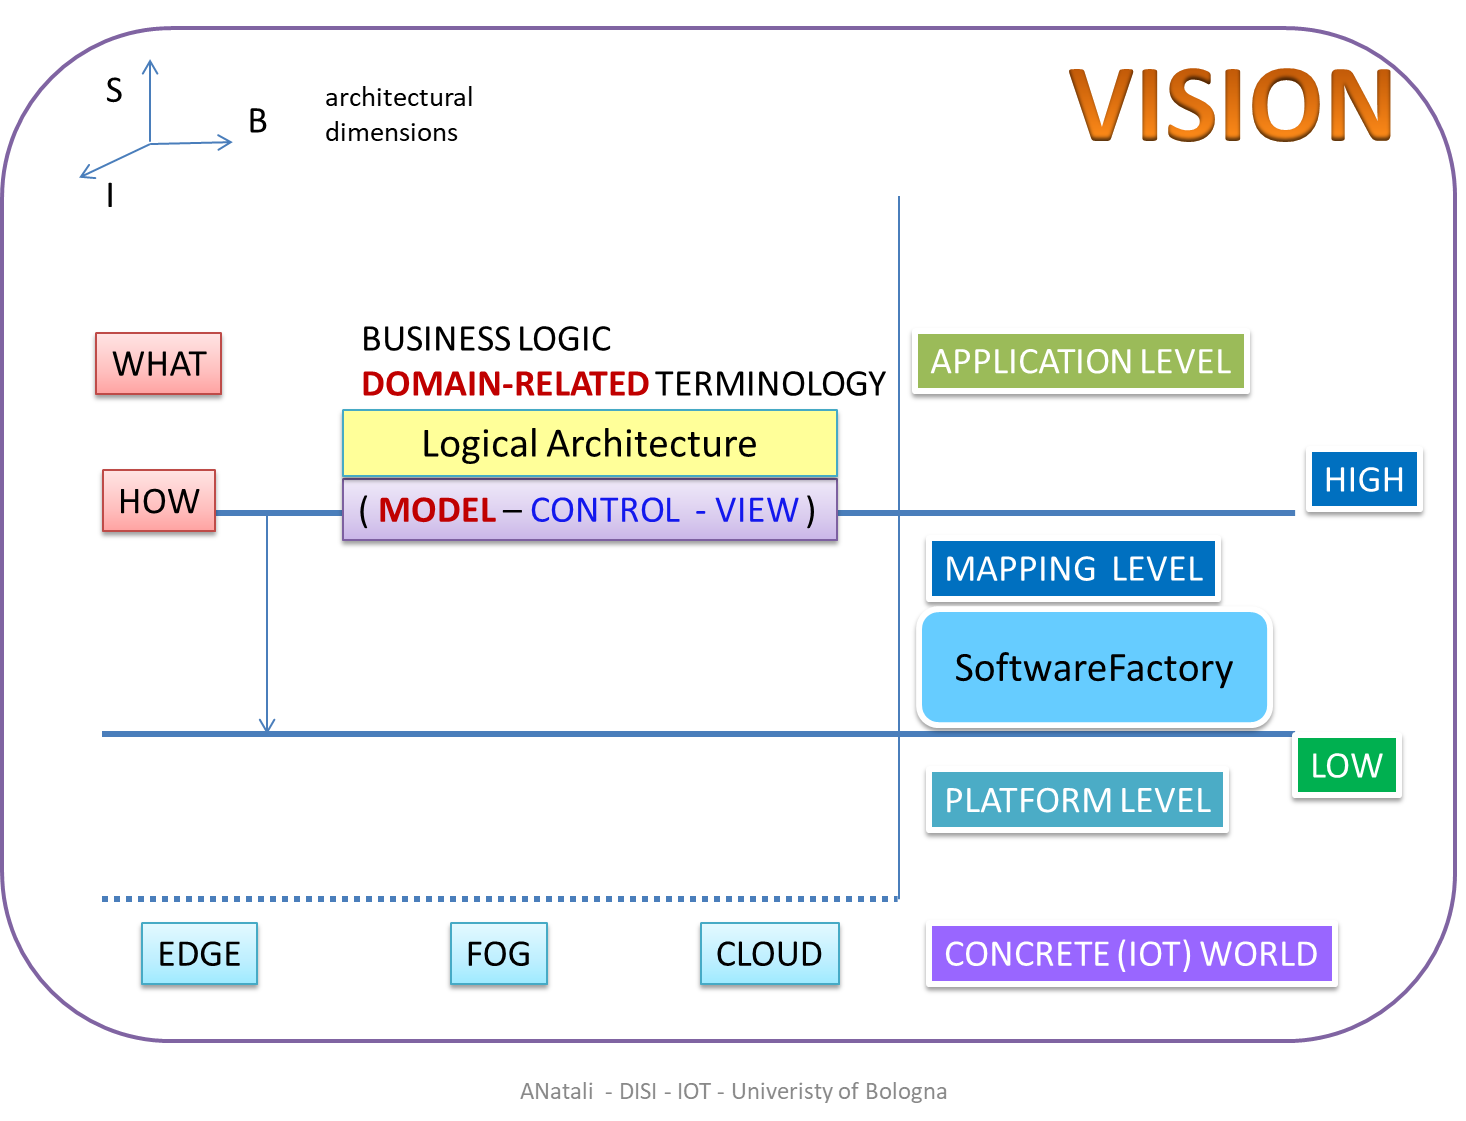 S
B
I
architectural
dimensions
VISION
WHAT
BUSINESS LOGIC
DOMAIN-RELATED TERMINOLOGY
APPLICATION LEVEL
Logical Architecture
HOW
( MODEL – CONTROL - VIEW )
HIGH
MAPPING LEVEL
SoftwareFactory
LOW
PLATFORM LEVEL
EDGE
FOG
CLOUD
CONCRETE (IOT) WORLD
ANatali - DISI - IOT - Univeristy of Bologna